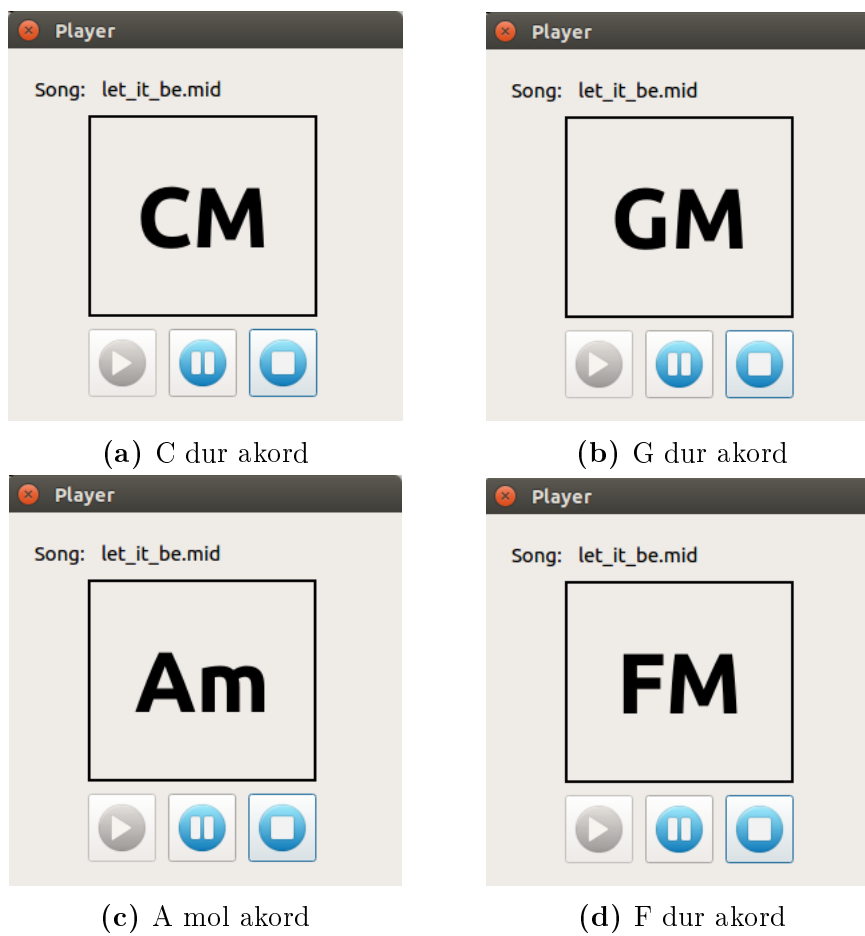 Player
Song: let_it_be.mid
CM
(a) C dur akord
Player
Song: let_it_be.mid
GM
(b) G dur akord
Player
Song: let_it_be.mid
Am
(c) A mol akord
Player
Song: let_it_be.mid
FM
(d) F dur akord